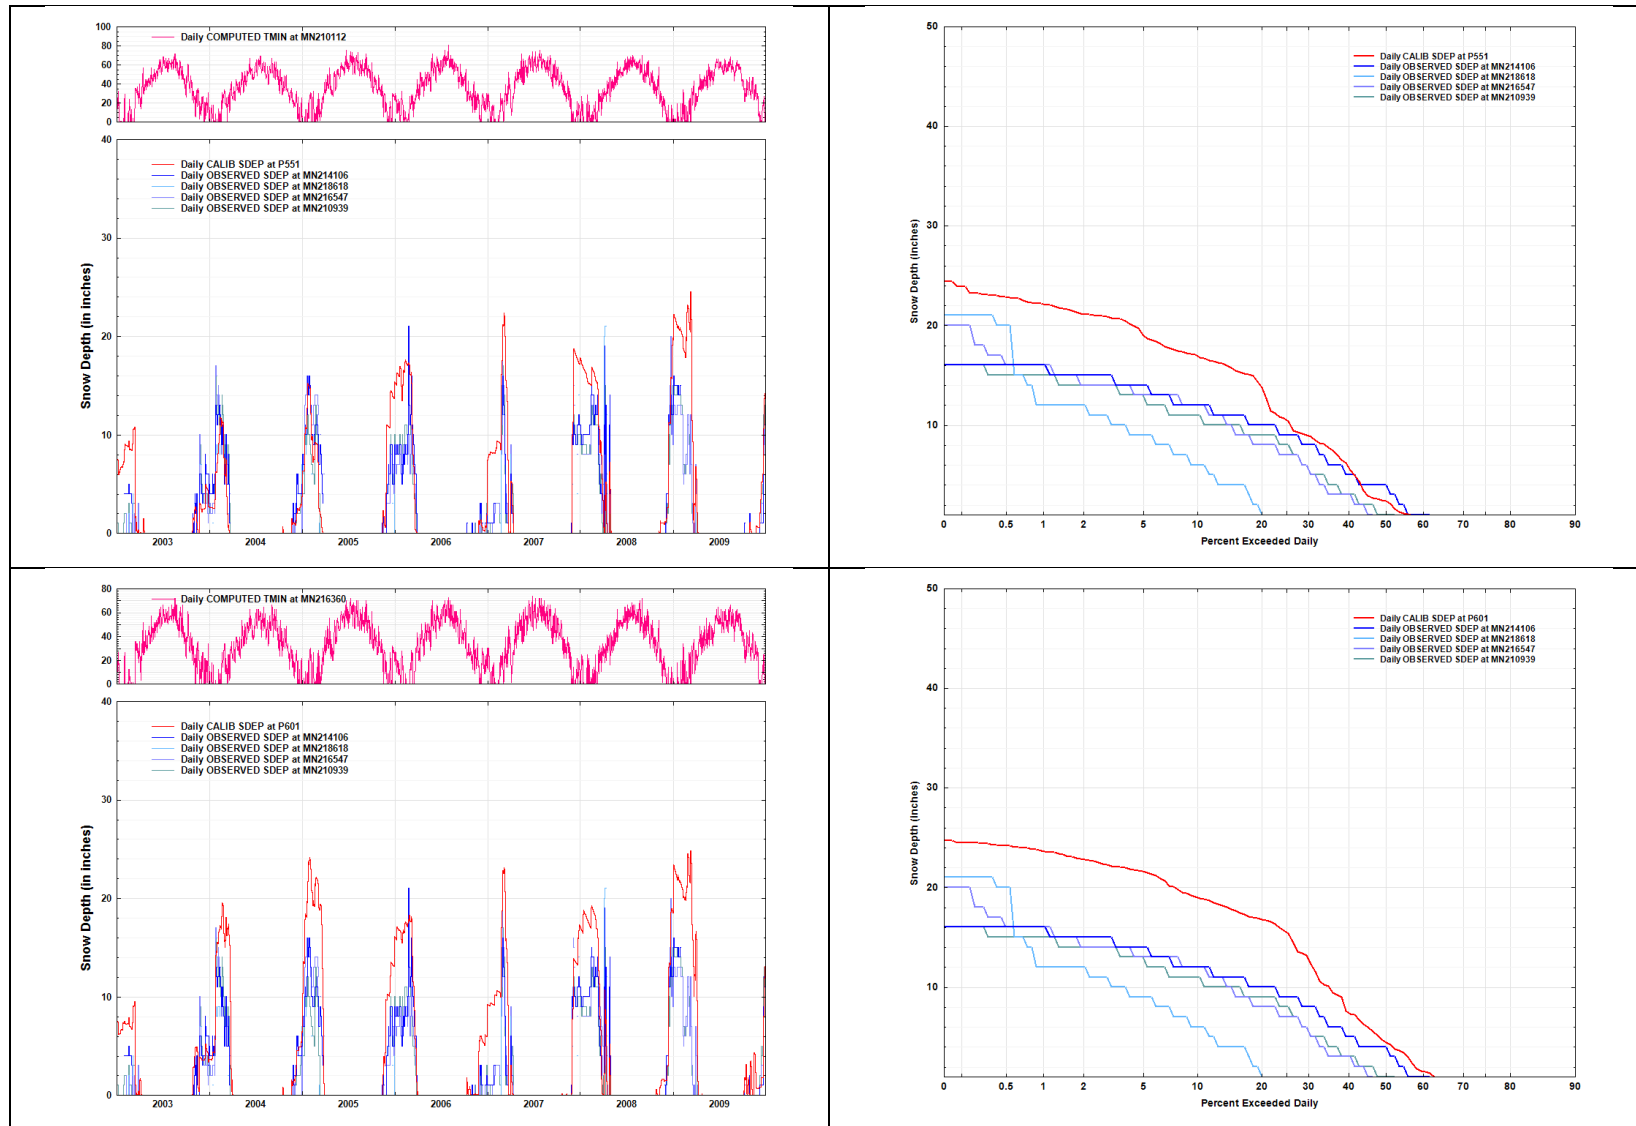 100
80
60
40
20
0
Daily COMPUTED TMIN at MN210112
40
30
20
10
0
Snow Depth (in inches)
Daily CALIB SDEP at P551
Daily OBSERVED SDEP at MN214106
Daily OBSERVED SDEP at MN218618
Daily OBSERVED SDEP at MN216547
Daily OBSERVED SDEP at MN210939
2003 2004 2005 2006 2007 2008 2009
50
40
30
20
10
Snow Depth (Inches)
Daily CALIB SDEP at P551
Daily OBSERVED SDEP at MN214106
Daily OBSERVED SDEP at MN218618
Daily OBSERVED SDEP at MN216547
Daily OBSERVED SDEP at MN210939
0 0.5 1 2 5 10 20 30 40 50 60 70 80 90
Percent Exceeded Daily
80
60
40
20
0
Daily COMPUTED TMIN at MN216360
40
30
20
10
0
Snow Depth (in inches)
Daily CALIB SDEP at P601
Daily OBSERVED SDEP at MN214106
Daily OBSERVED SDEP at MN218618
Daily OBSERVED SDEP at MN216547
Daily OBSERVED SDEP at MN210939
2003 2004 2005 2006 2007 2008 2009
50
40
30
20
10
Snow Depth (Inches)
Daily CALIB SDEP at P601
Daily OBSERVED SDEP at MN214106
Daily OBSERVED SDEP at MN218618
Daily OBSERVED SDEP at MN216547
Daily OBSERVED SDEP at MN210939
0 0.5 1 2 5 10 20 30 40 50 60 70 80 90
Percent Exceeded Daily